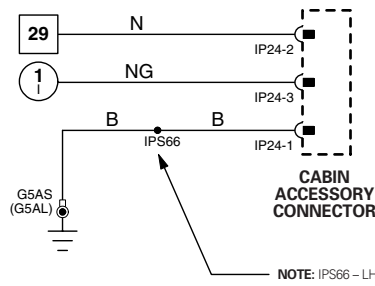 29
N
IP24-2
1
I
NG
IP24-3
B
B
IPS66
IP24-1
CABIN
ACCESSORY
CONNECTOR
G5AS
(G5AL)
NOTE: IPS66 – LH